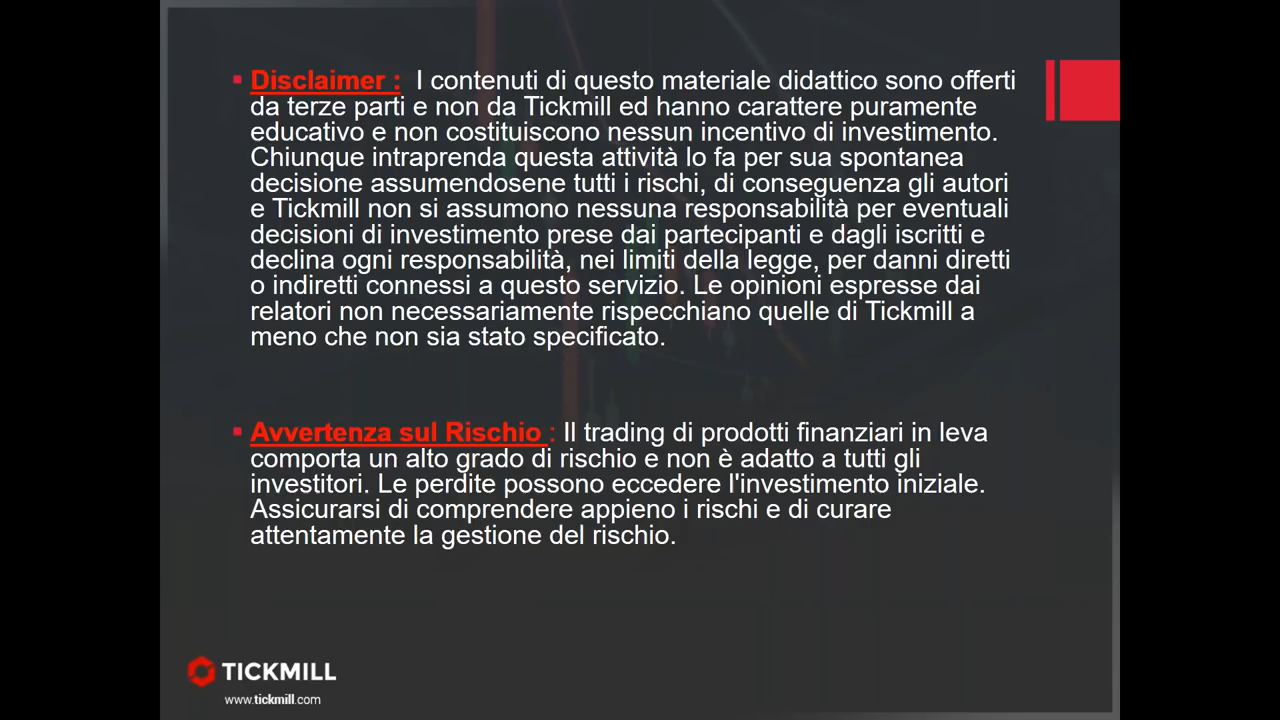 Disclaimer :  I contenuti di questo materiale didattico sono offerti
da terze parti e non da Tickmill ed hanno carattere puramente
educativo e non costituiscono nessun incentivo di investimento.
Chiunque intraprenda questa attività lo fa per sua spontanea
decisione assumendosene tutti i rischi, di conseguenza gli autori
e Tickmill non si assumono nessuna responsabilità per eventuali
decisioni di investimento prese dai partecipanti e dagli iscritti e
declina ogni responsabilità, nei limiti della legge, per danni diretti
o indiretti connessi a questo servizio. Le opinioni espresse dai
relatori non necessariamente rispecchiano quelle di Tickmill a
meno che non sia stato specificato.
Avvertenza sul Rischio : Il trading di prodotti finanziari in leva
comporta un alto grado di rischio e non è adatto a tutti gli
investitori. Le perdite possono eccedere l'investimento iniziale.
Assicurarsi di comprendere appieno i rischi e di curare
attentamente la gestione del rischio.
TICKMILL
www.tickmill.com